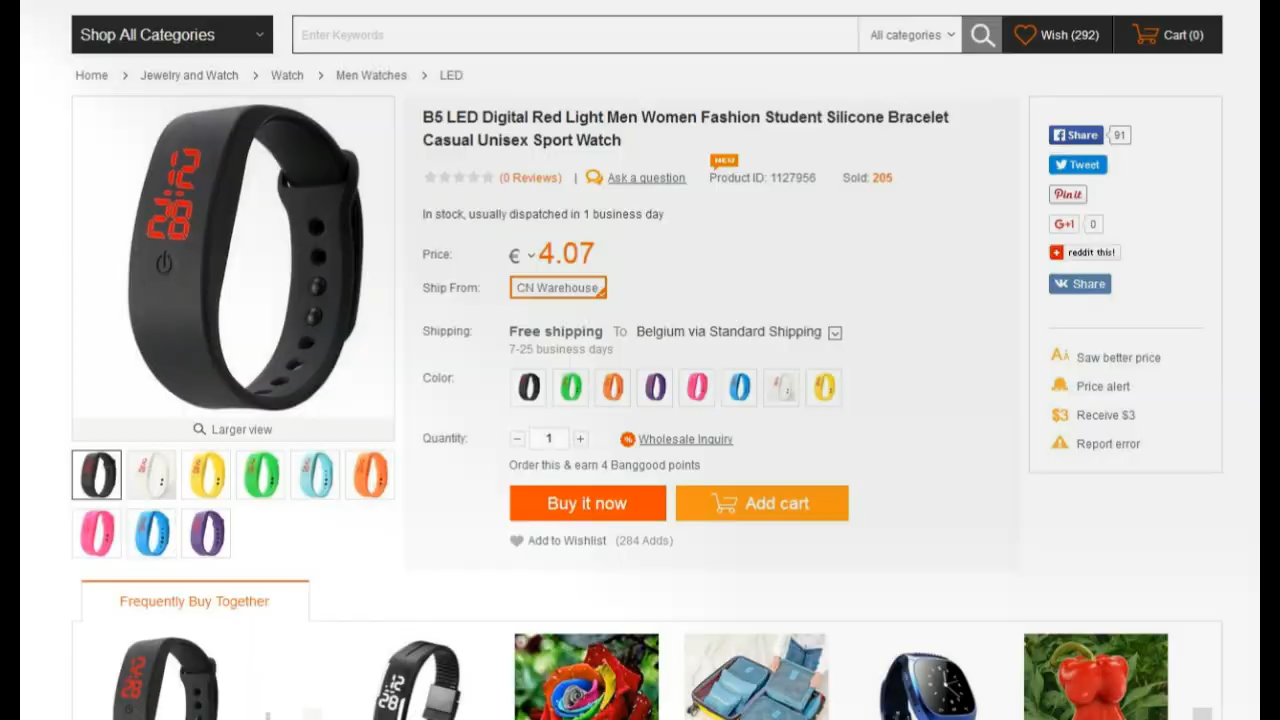 Shop All Categories
Enter Keywords
All categories
Wish (292)
Cart (0)
Home > Jewelry and Watch > Watch > Men Watches > LED
B5 LED Digital Red Light Men Women Fashion Student Silicone Bracelet
Casual Unisex Sport Watch
NEW
(0 Reviews) | Ask a question Product ID: 1127956 Sold: 205
In stock, usually dispatched in 1 business day
Price: € 4.07
Ship From: CN Warehouse
Shipping: Free shipping To Belgium via Standard Shipping
7-25 business days
Color:
Quantity: − 1 + % Wholesale Inquiry
Order this & earn 4 Banggood points
Buy it now
Add cart
Add to Wishlist (284 Adds)
Larger view
f Share 91
Tweet
Pin it
G+1 0
reddit this!
Share
Saw better price
Price alert
$3 Receive $3
Report error
Frequently Buy Together